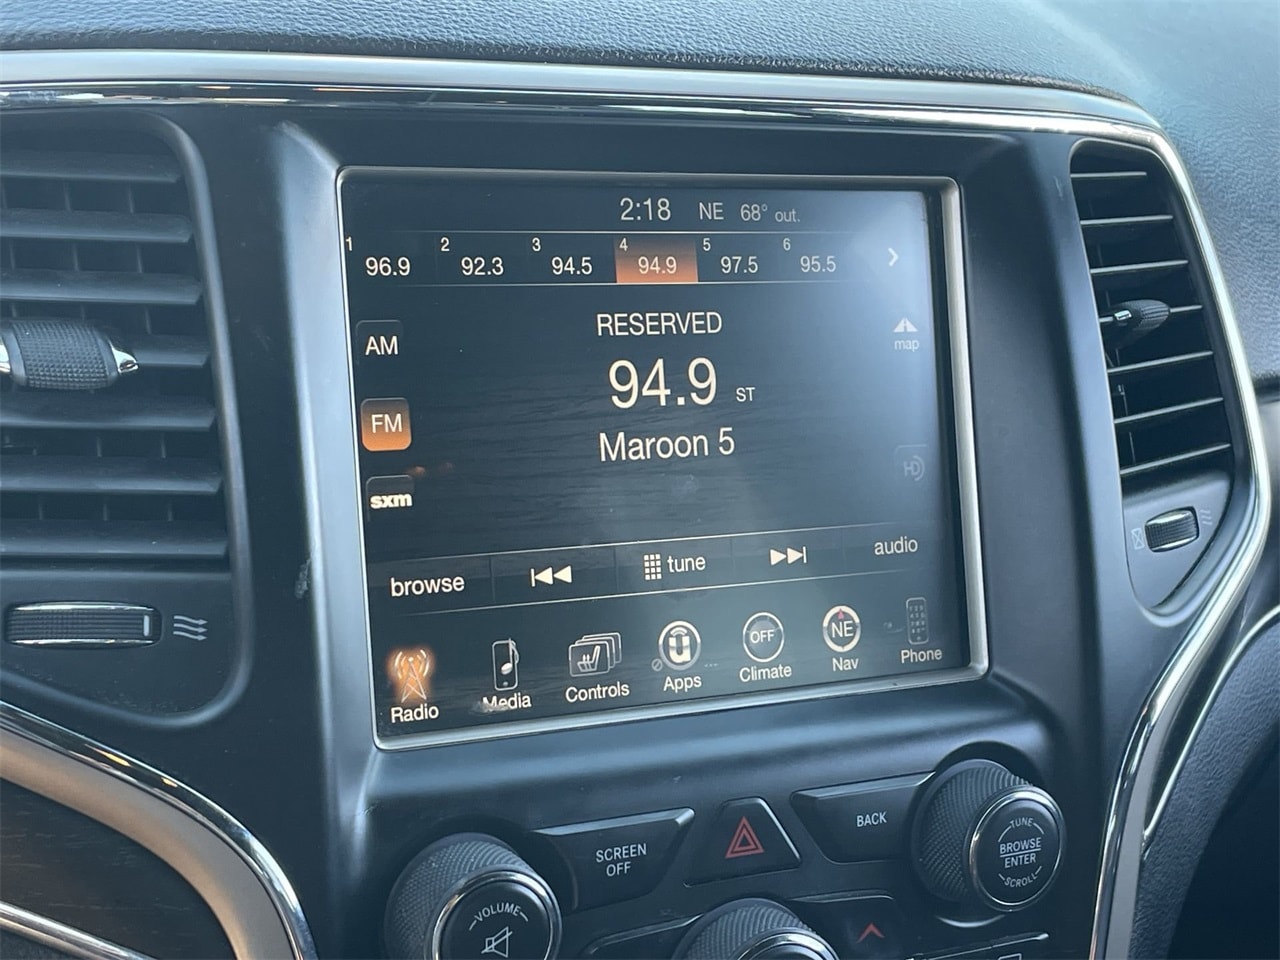 2:18 NE 68° out.
1 96.9 2 92.3 3 94.5 4 94.9 5 97.5 6 95.5
RESERVED
AM
map
94.9 ST
FM
Maroon 5
HD
sxm
browse tune audio
OFF NE
Radio Media Controls Apps Climate Nav Phone
SCREEN
OFF
BACK
TUNE
BROWSE
ENTER
SCROLL
VOLUME